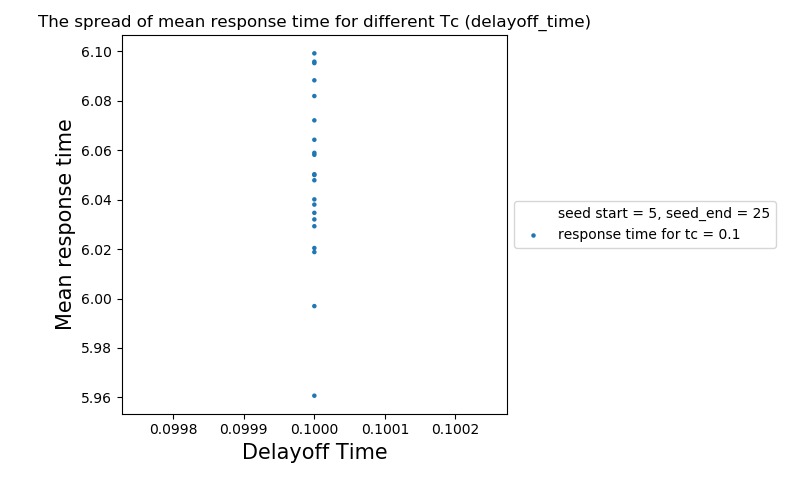 The spread of mean response time for different Tc (delayoff_time)
6.10
6.08
6.06
6.04
6.02
6.00
5.98
5.96
Mean response time
0.0998
0.0999
0.1000
0.1001
0.1002
Delayoff Time
seed start = 5, seed_end = 25
response time for tc = 0.1